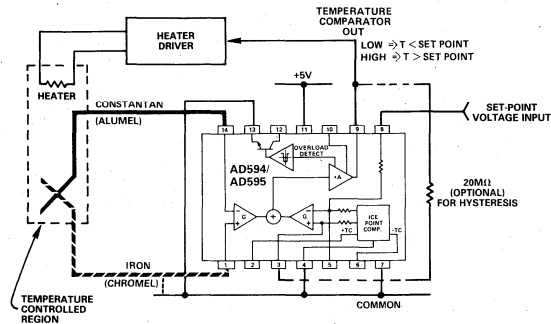 TEMPERATURE
COMPARATOR
OUT
LOW ⇒ T < SET POINT
HIGH ⇒ T > SET POINT
HEATER
DRIVER
HEATER
+5V
CONSTANTAN
(ALUMEL)
SET-POINT
VOLTAGE INPUT
14 13 12 11 10 9 8
OVERLOAD
DETECT
AD594/
AD595
+A
20MΩ
(OPTIONAL)
FOR HYSTERESIS
G
+
G
ICE
POINT
COMP.
+TC
-TC
1 2 3 4 5 6 7
IRON
(CHROMEL)
COMMON
TEMPERATURE
CONTROLLED
REGION